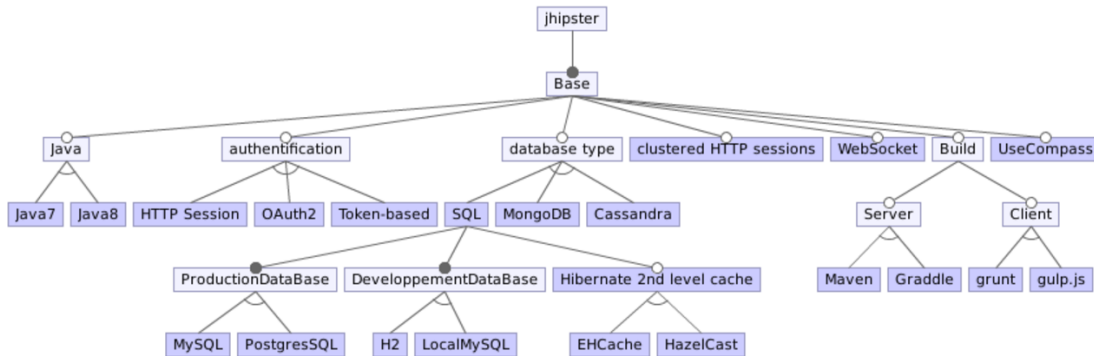 jhipster
Base
Java
authentification
database type
clustered HTTP sessions
WebSocket
Build
UseCompass
Java7
Java8
HTTP Session
OAuth2
Token-based
SQL
MongoDB
Cassandra
Server
Client
ProductionDataBase
DeveloppementDataBase
Hibernate 2nd level cache
Maven
Graddle
grunt
gulp.js
MySQL
PostgresSQL
H2
LocalMySQL
EHCache
HazelCast